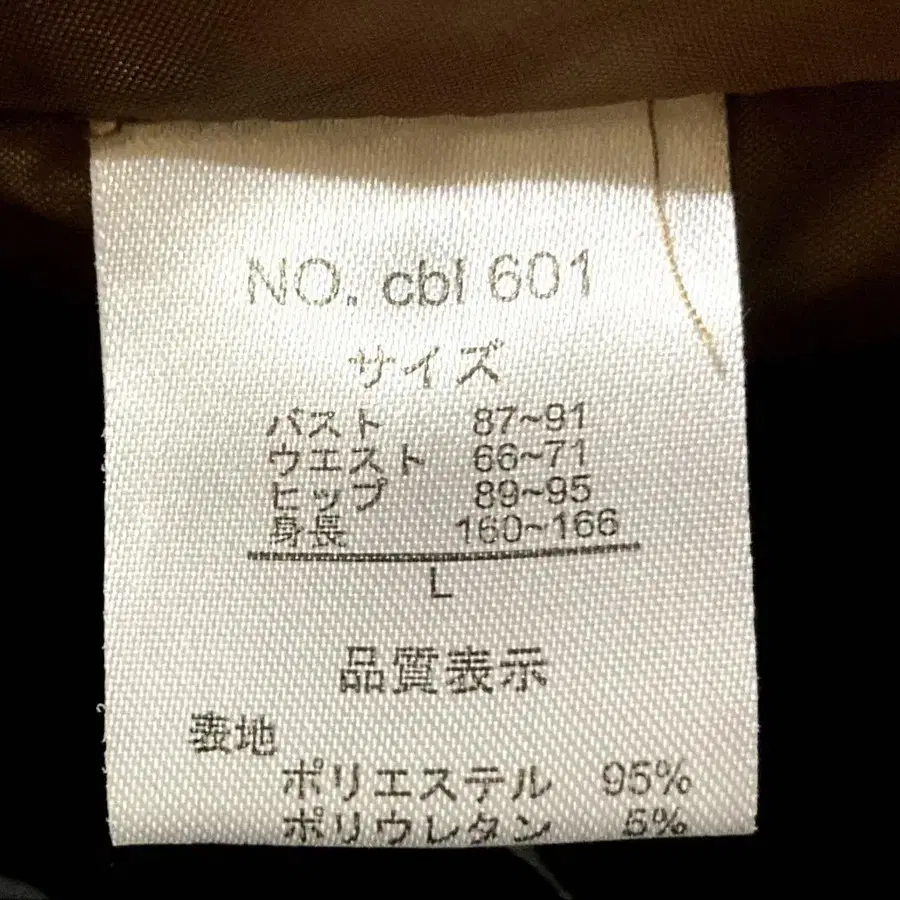 NO. cbl 601
サイズ
バスト 87~91
ウエスト 66~71
ヒップ 89~95
身長 160~166
L
品質表示
表地
ポリエステル 95%
ポリウレタン 5%